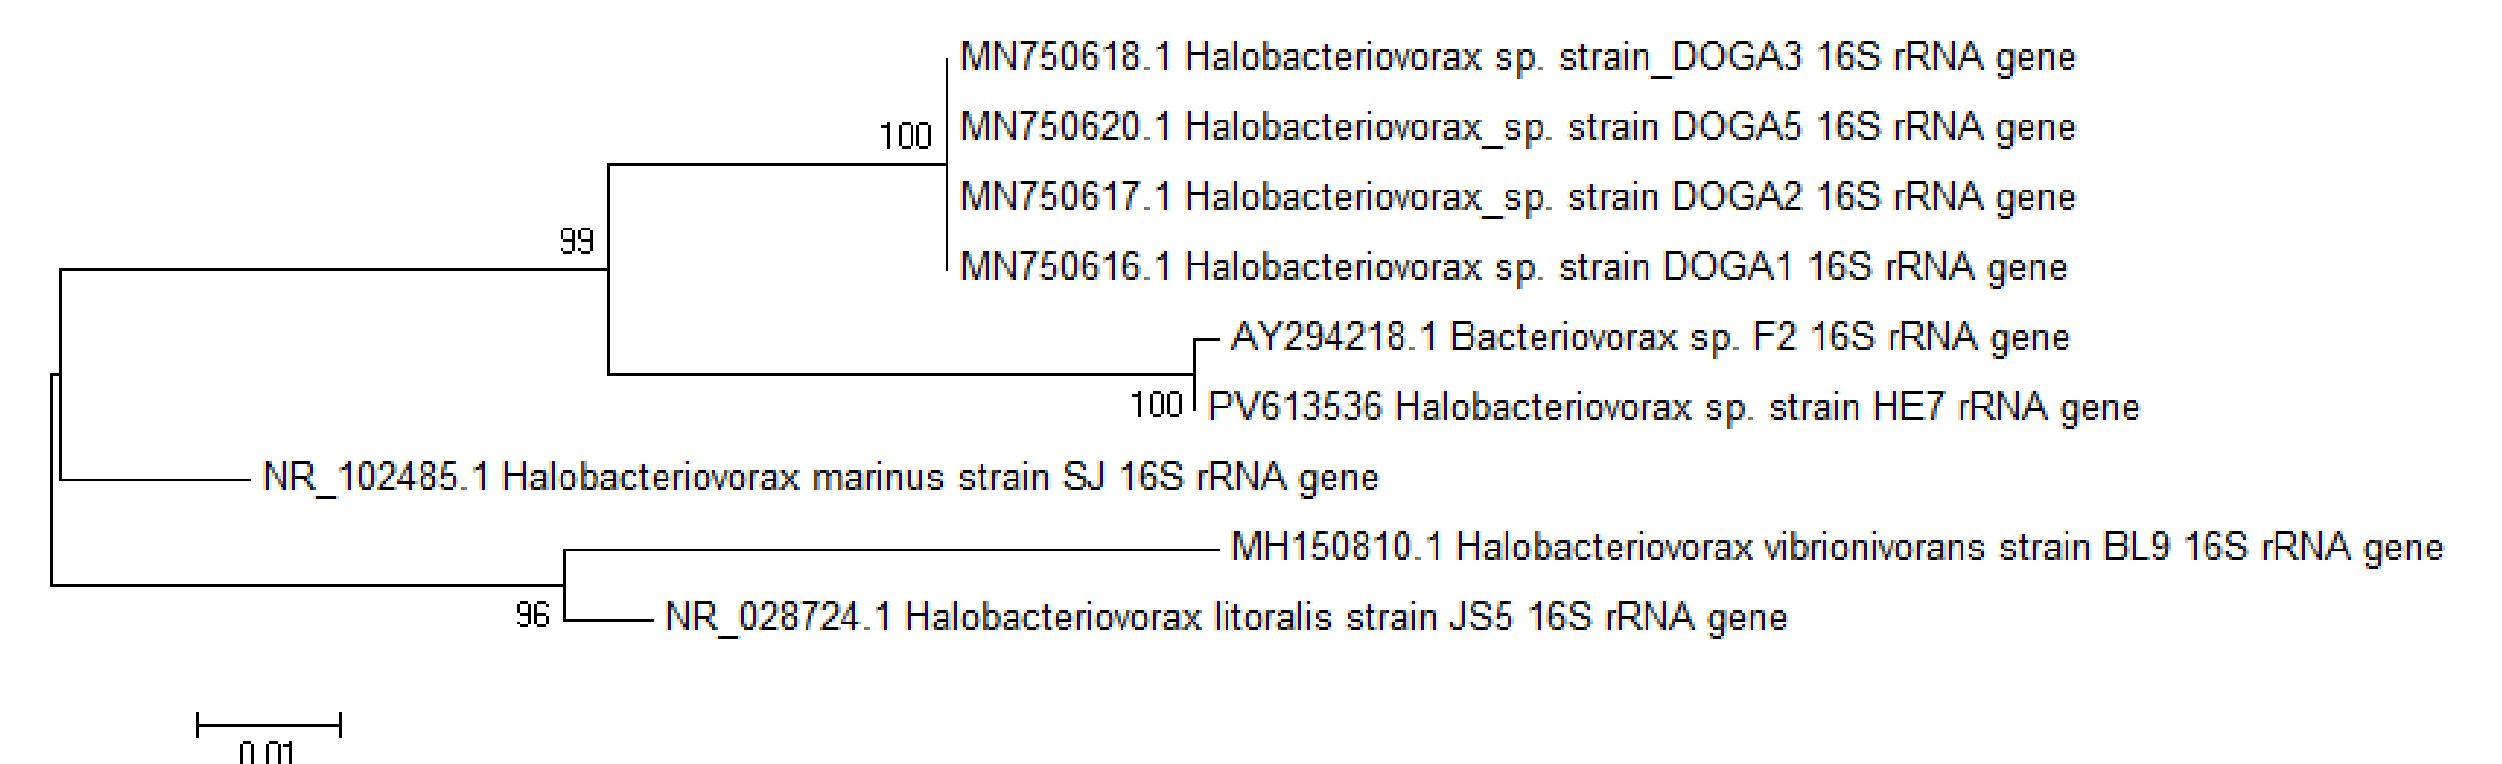 MN750618.1 Halobacteriovorax sp. strain_DOGA3 16S rRNA gene
100
MN750620.1 Halobacteriovorax_sp. strain DOGA5 16S rRNA gene
MN750617.1 Halobacteriovorax_sp. strain DOGA2 16S rRNA gene
99
MN750616.1 Halobacteriovorax sp. strain DOGA1 16S rRNA gene
AY294218.1 Bacteriovorax sp. F2 16S rRNA gene
100
PV613536 Halobacteriovorax sp. strain HE7 rRNA gene
NR_102485.1 Halobacteriovorax marinus strain SJ 16S rRNA gene
MH150810.1 Halobacteriovorax vibrionivorans strain BL9 16S rRNA gene
96
NR_028724.1 Halobacteriovorax litoralis strain JS5 16S rRNA gene
0.01